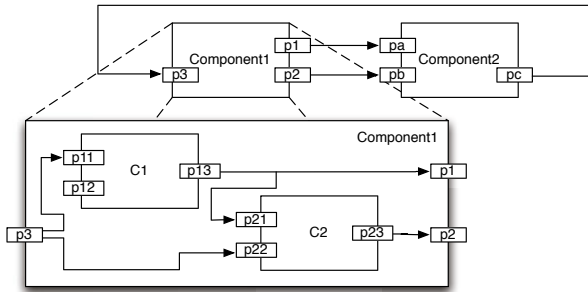 p1
pa
Component1
Component2
p3
p2
pb
pc
Component1
p11
C1
p13
p1
p12
p21
p3
C2
p23
p2
p22